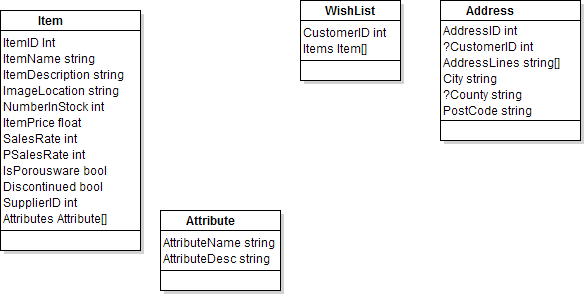 Item
ItemID Int
ItemName string
ItemDescription string
ImageLocation string
NumberInStock int
ItemPrice float
SalesRate int
PSalesRate int
IsPorousware bool
Discontinued bool
SupplierID int
Attributes Attribute[]
Attribute
AttributeName string
AttributeDesc string
WishList
CustomerID int
Items Item[]
Address
AddressID int
?CustomerID int
AddressLines string[]
City string
?County string
PostCode string